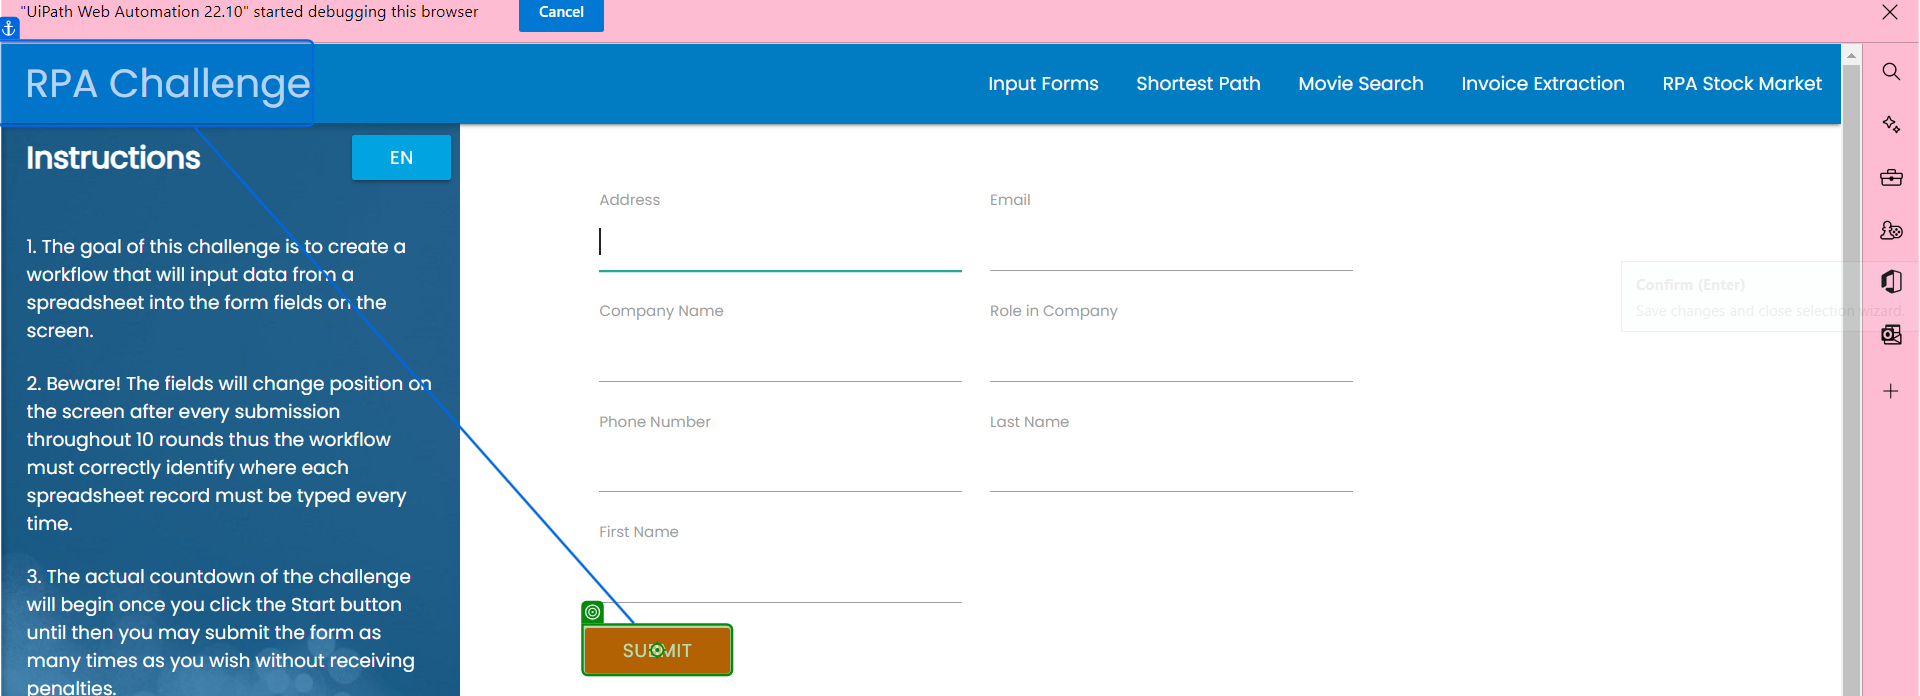 "UiPath Web Automation 22.10" started debugging this browser
Cancel
RPA Challenge
Input Forms
Shortest Path
Movie Search
Invoice Extraction
RPA Stock Market
Instructions
EN
1. The goal of this challenge is to create a
workflow that will input data from a
spreadsheet into the form fields on the
screen.
2. Beware! The fields will change position on
the screen after every submission
throughout 10 rounds thus the workflow
must correctly identify where each
spreadsheet record must be typed every
time.
3. The actual countdown of the challenge
will begin once you click the Start button
until then you may submit the form as
many times as you wish without receiving
penalties.
Address
Email
Company Name
Role in Company
Phone Number
Last Name
First Name
SUBMIT
Confirm (Enter)
Save changes and close selection wizard.